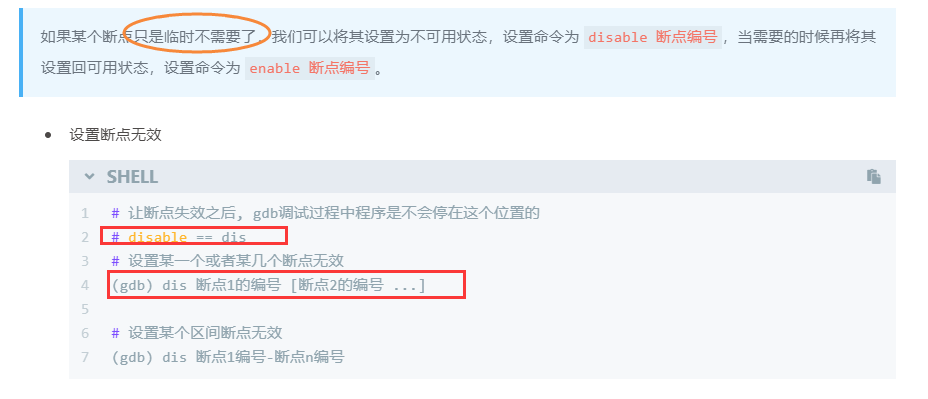 如果某个断点只是临时不需要了，我们可以将其设置为不可用状态，设置命令为 disable 断点编号，当需要的时候再将其
设置回可用状态，设置命令为 enable 断点编号。
• 设置断点无效
SHELL
1 # 让断点失效之后, gdb调试过程中程序是不会停在这个位置的
2 # disable == dis
3 # 设置某一个或者某几个断点无效
4 (gdb) dis 断点1的编号 [断点2的编号 ...]
5
6 # 设置某个区间断点无效
7 (gdb) dis 断点1编号-断点n编号